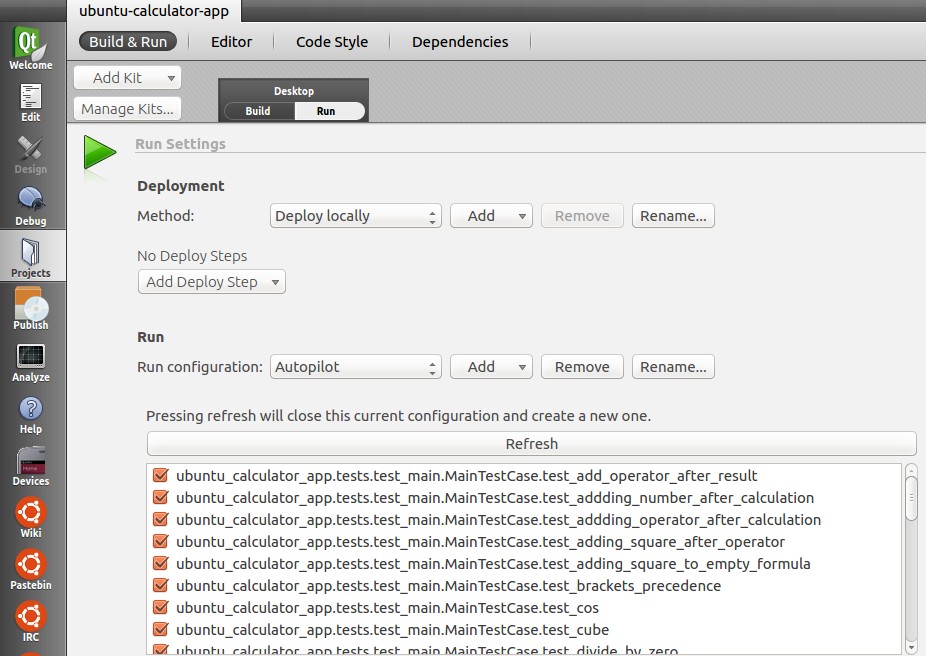 ubuntu-calculator-app
Build & Run Editor Code Style Dependencies
Add Kit
Manage Kits...
Desktop
Build Run
Qt
Welcome
Edit
Design
Debug
Projects
Publish
Analyze
Help
Devices
Wiki
Pastebin
IRC
Run Settings
Deployment
Method: Deploy locally Add Remove Rename...
No Deploy Steps
Add Deploy Step
Run
Run configuration: Autopilot Add Remove Rename...
Pressing refresh will close this current configuration and create a new one.
Refresh
ubuntu_calculator_app.tests.test_main.MainTestCase.test_add_operator_after_result
ubuntu_calculator_app.tests.test_main.MainTestCase.test_addding_number_after_calculation
ubuntu_calculator_app.tests.test_main.MainTestCase.test_addding_operator_after_calculation
ubuntu_calculator_app.tests.test_main.MainTestCase.test_adding_square_after_operator
ubuntu_calculator_app.tests.test_main.MainTestCase.test_adding_square_to_empty_formula
ubuntu_calculator_app.tests.test_main.MainTestCase.test_brackets_precedence
ubuntu_calculator_app.tests.test_main.MainTestCase.test_cos
ubuntu_calculator_app.tests.test_main.MainTestCase.test_cube
ubuntu_calculator_app.tests.test_main.MainTestCase.test_divide_by_zero